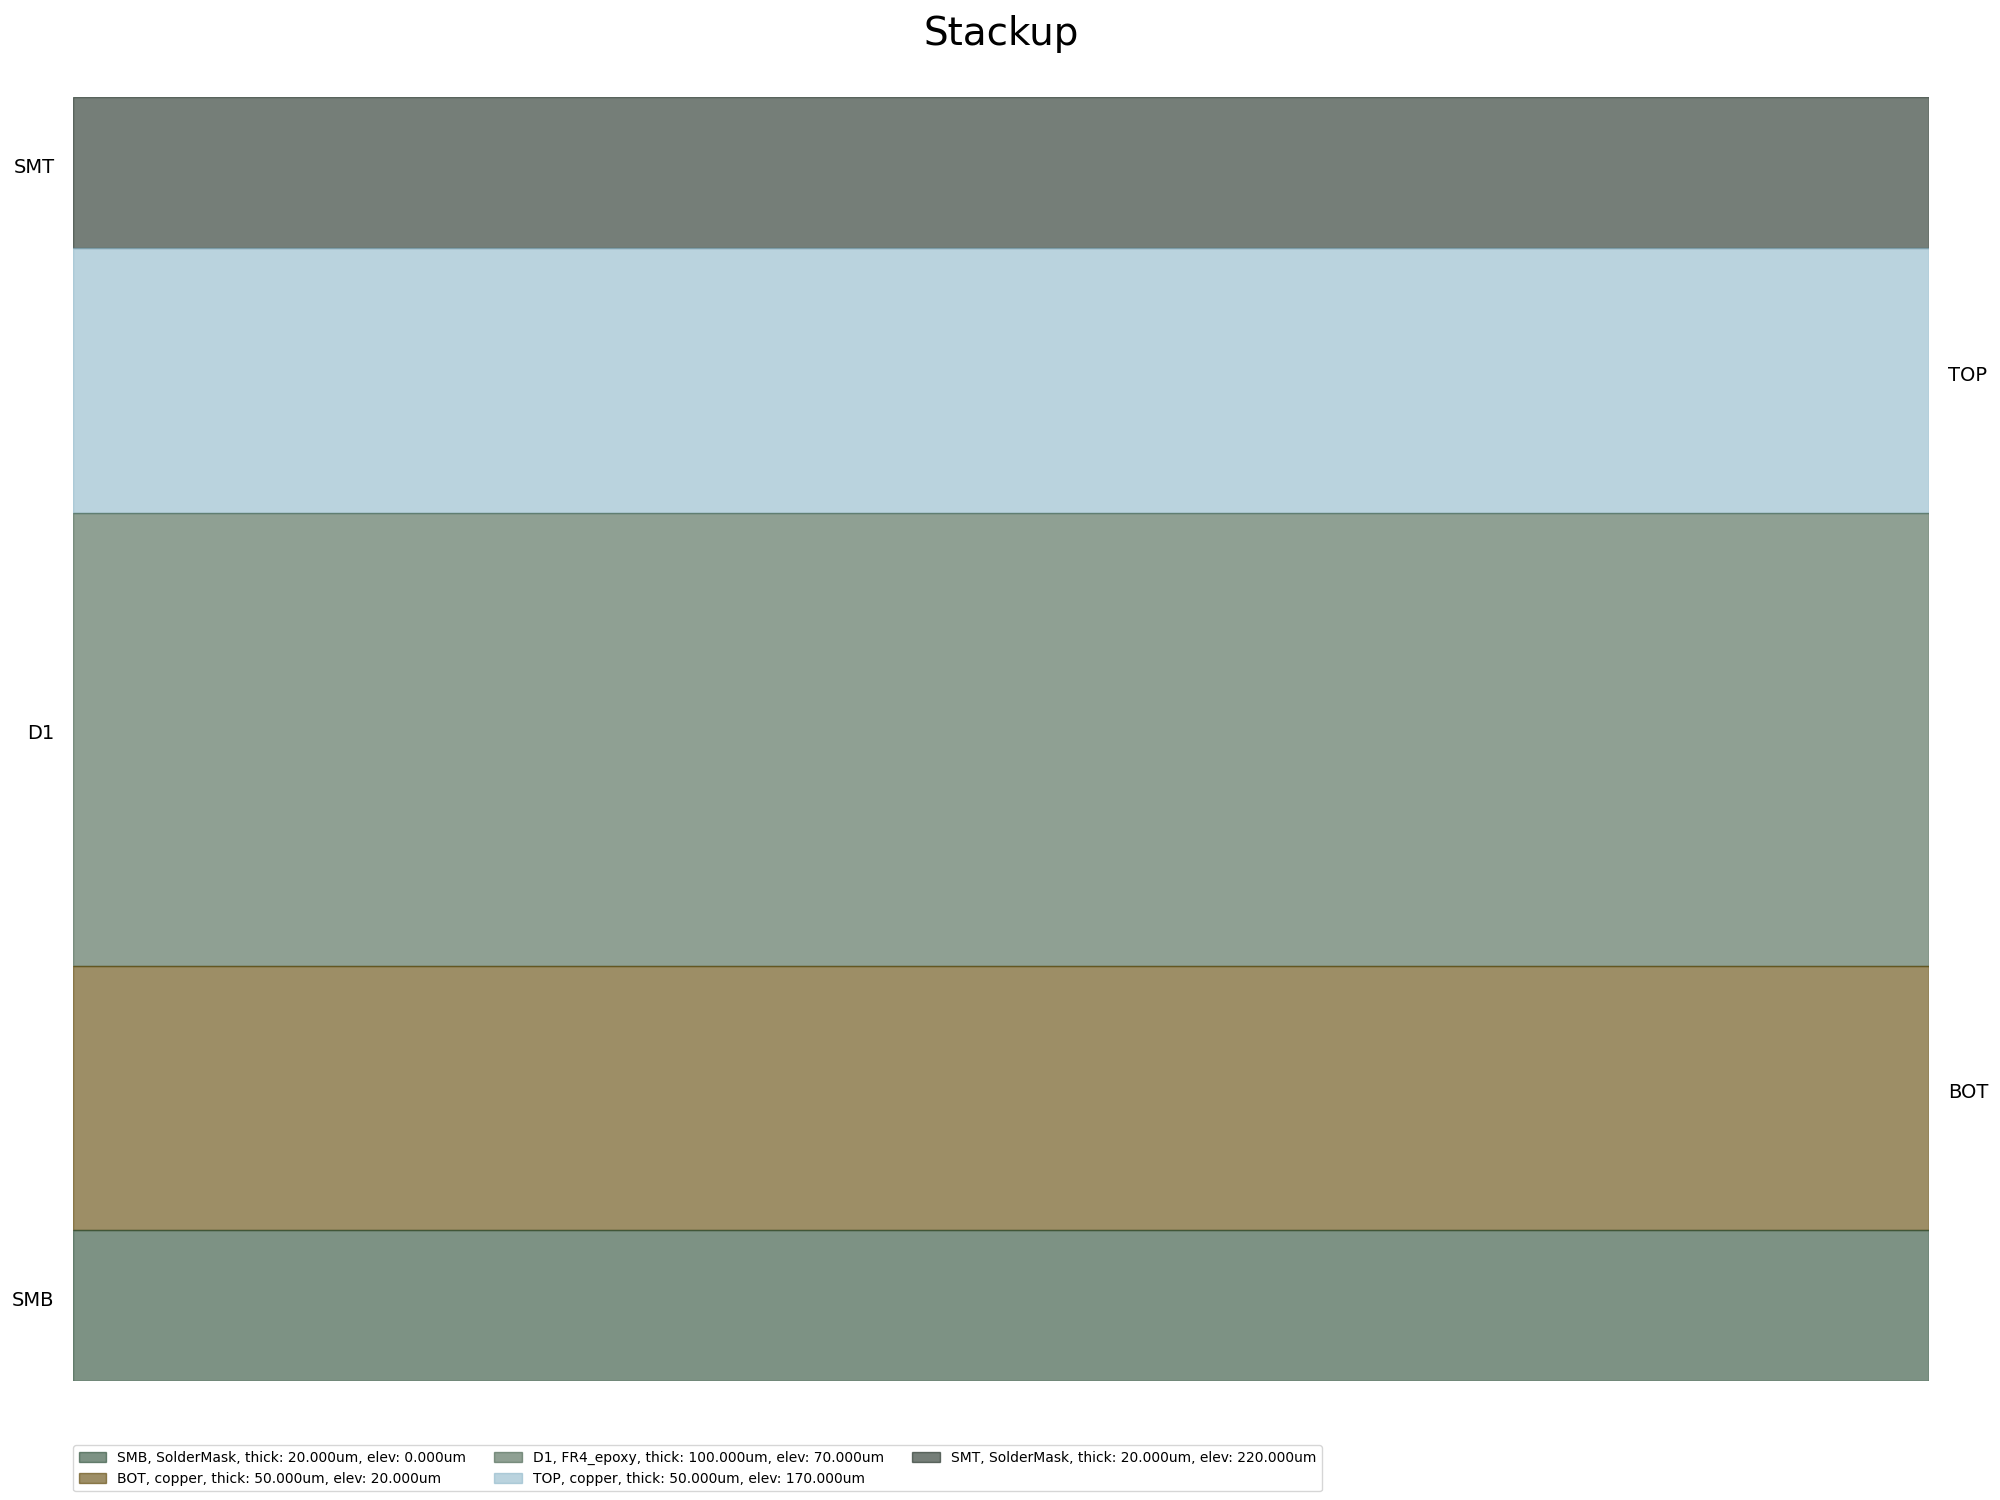 Stackup
SMT
TOP
D1
BOT
SMB
SMB, SolderMask, thick: 20.000um, elev: 0.000um
BOT, copper, thick: 50.000um, elev: 20.000um
D1, FR4_epoxy, thick: 100.000um, elev: 70.000um
TOP, copper, thick: 50.000um, elev: 170.000um
SMT, SolderMask, thick: 20.000um, elev: 220.000um